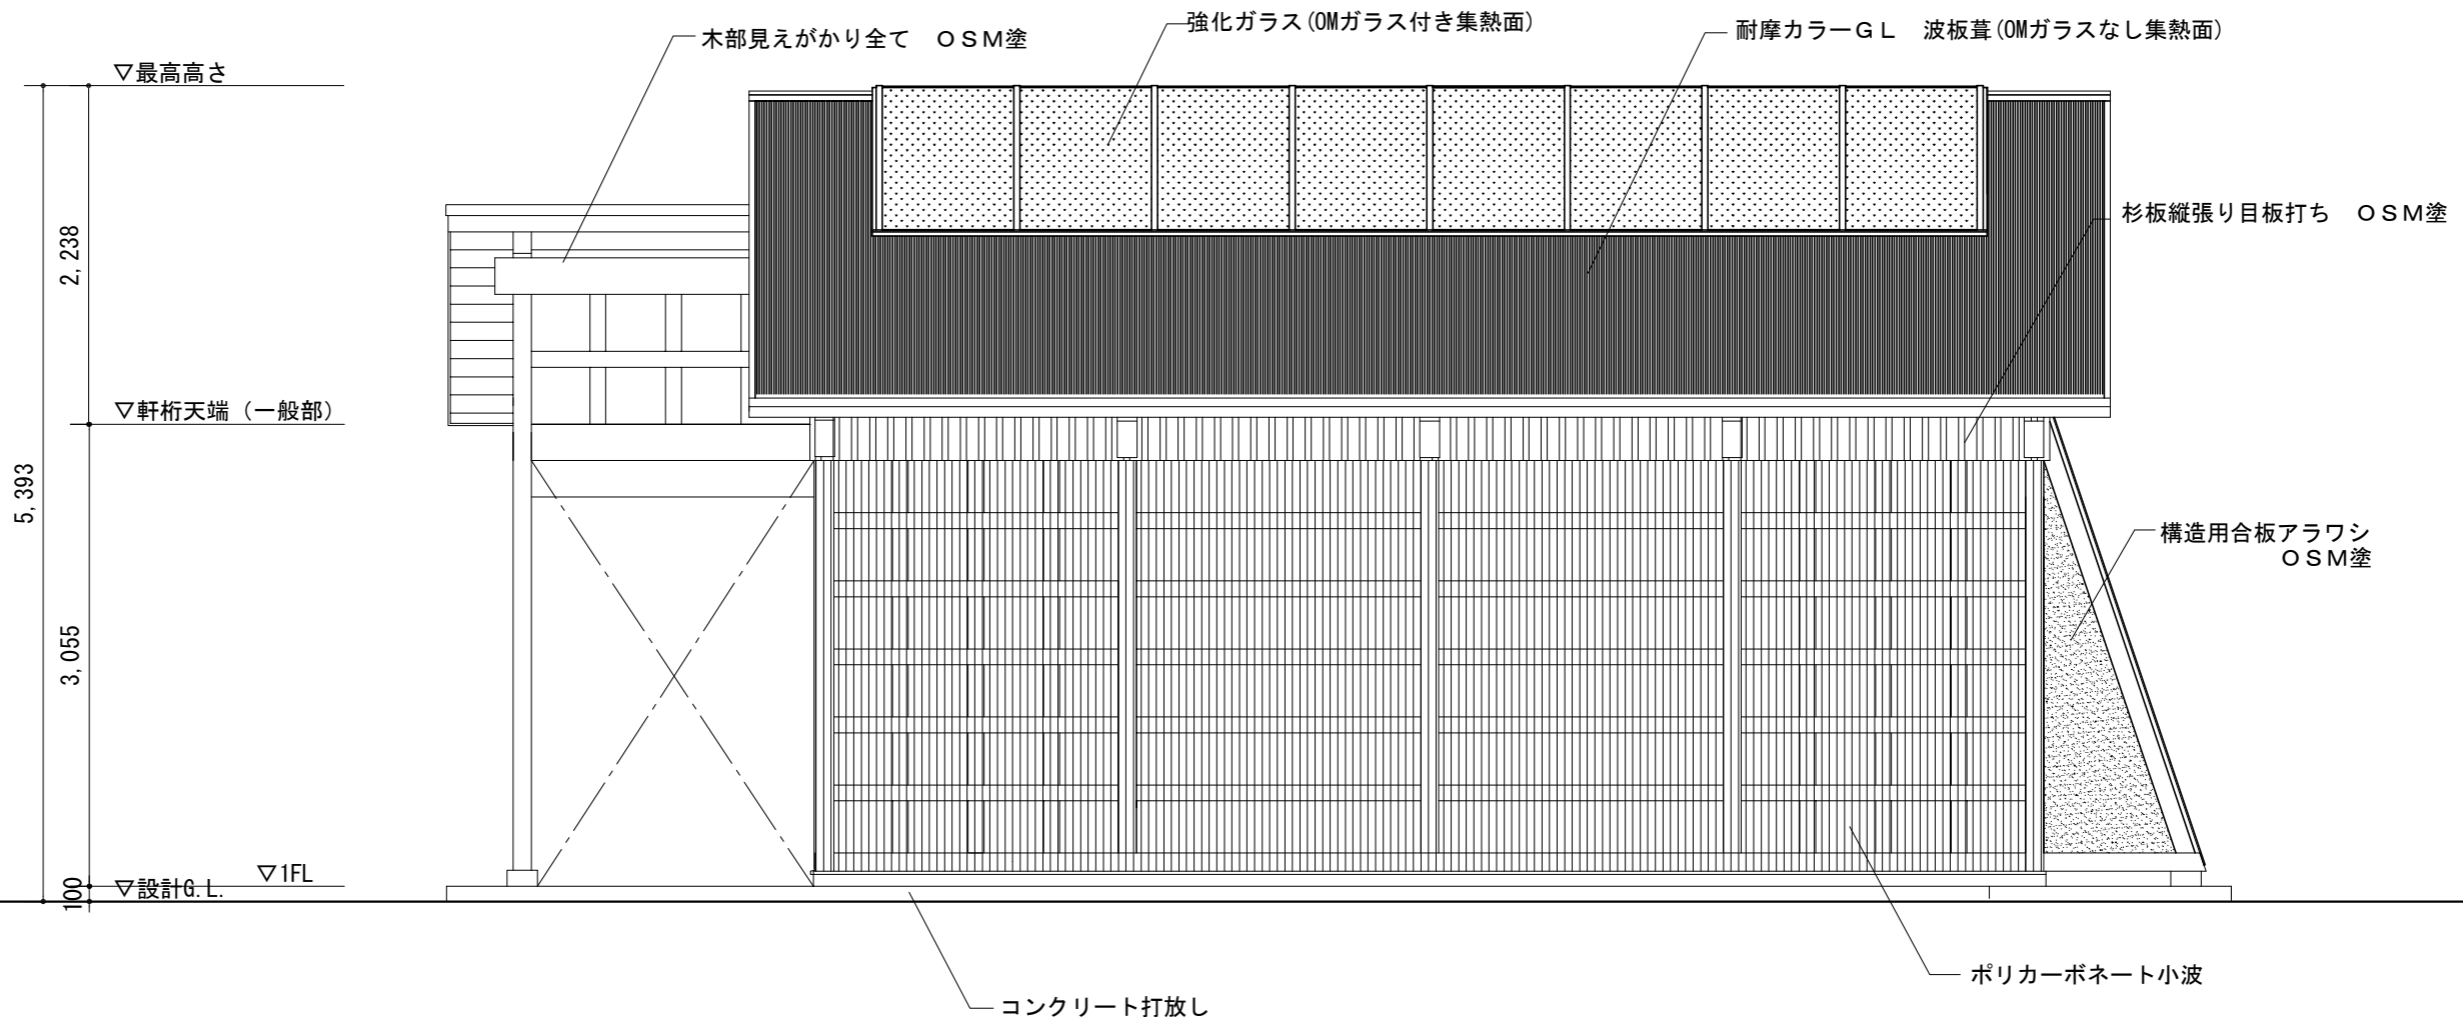 強化ガラス(OMガラス付き集熱面)
耐摩カラーGL　波板葺(OMガラスなし集熱面)
木部見えがかり全て　OSM塗
▽最高高さ
杉板縦張り目板打ち　OSM塗
2,238
▽軒桁天端（一般部）
5,393
構造用合板アラワシ
OSM塗
3,055
▽1FL
▽設計G.L.
100
ポリカーボネート小波
コンクリート打放し